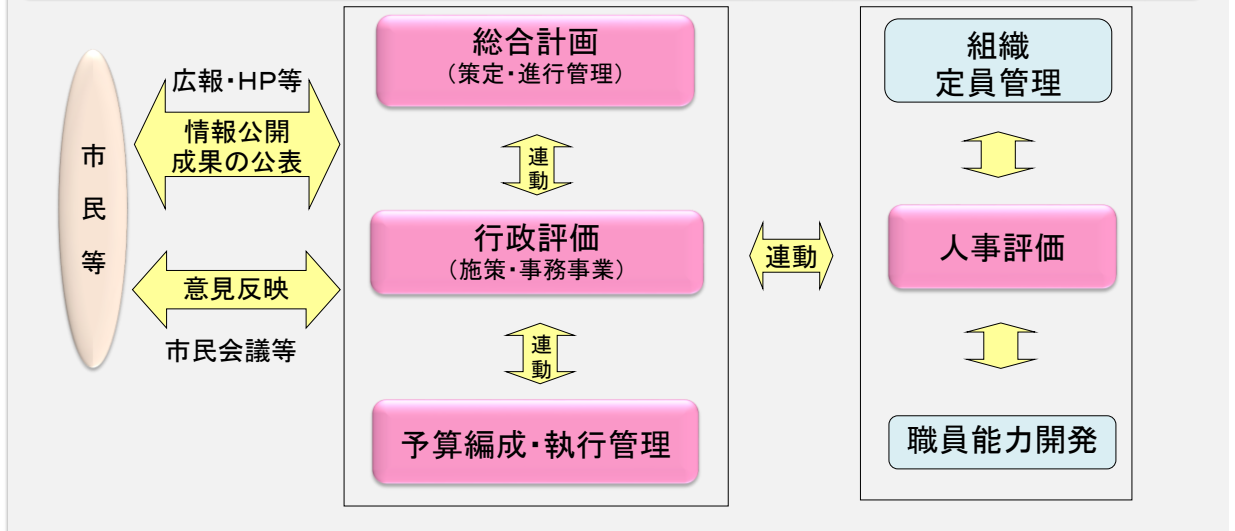 市民等
広報・HP等
情報公開
成果の公表
意見反映
市民会議等
総合計画
(策定・進行管理)
連動
行政評価
(施策・事務事業)
連動
予算編成・執行管理
連動
組織
定員管理
人事評価
職員能力開発